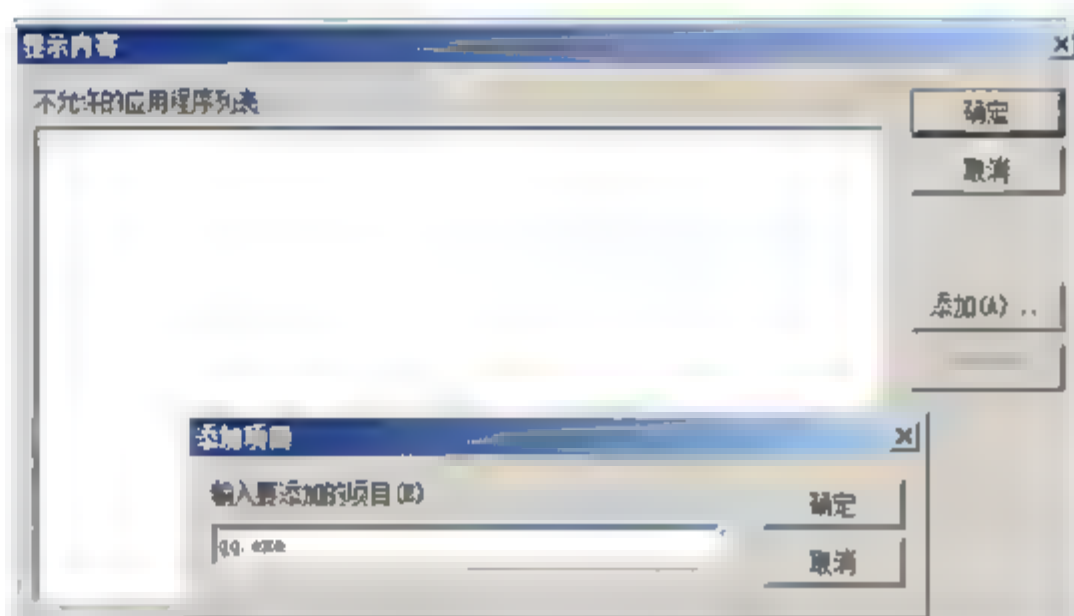 显示内容
不允许的应用程序列表
确定
取消
添加(A)..
添加项目
输入要添加的项目(E)
确定
qq.exe
取消